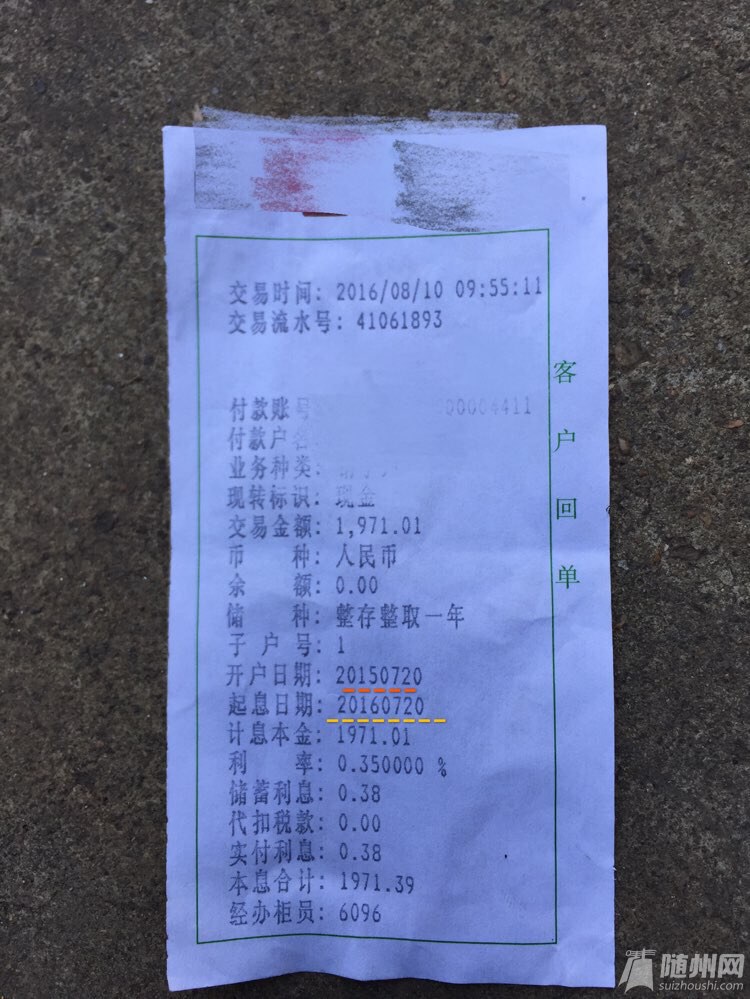 交易时间: 2016/08/10 09:55:11
交易流水号: 41061893
付款账号 00004411
付款户名
业务种类:
现转标识: 现金
交易金额: 1,971.01
币 种: 人民币
余 额: 0.00
储 种: 整存整取一年
子 户 号: 1
开户日期: 20150720
起息日期: 20160720
计息本金: 1971.01
利 率: 0.350000 %
储蓄利息: 0.38
代扣税款: 0.00
实付利息: 0.38
本息合计: 1971.39
经办柜员: 6096
客户回单
随州网
suizhoushi.com